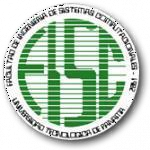 FACULTAD DE INGENIERIA DE SISTEMAS COMPUTACIONALES
FISC
UNIVERSIDAD TECNOLOGICA DE PANAMA